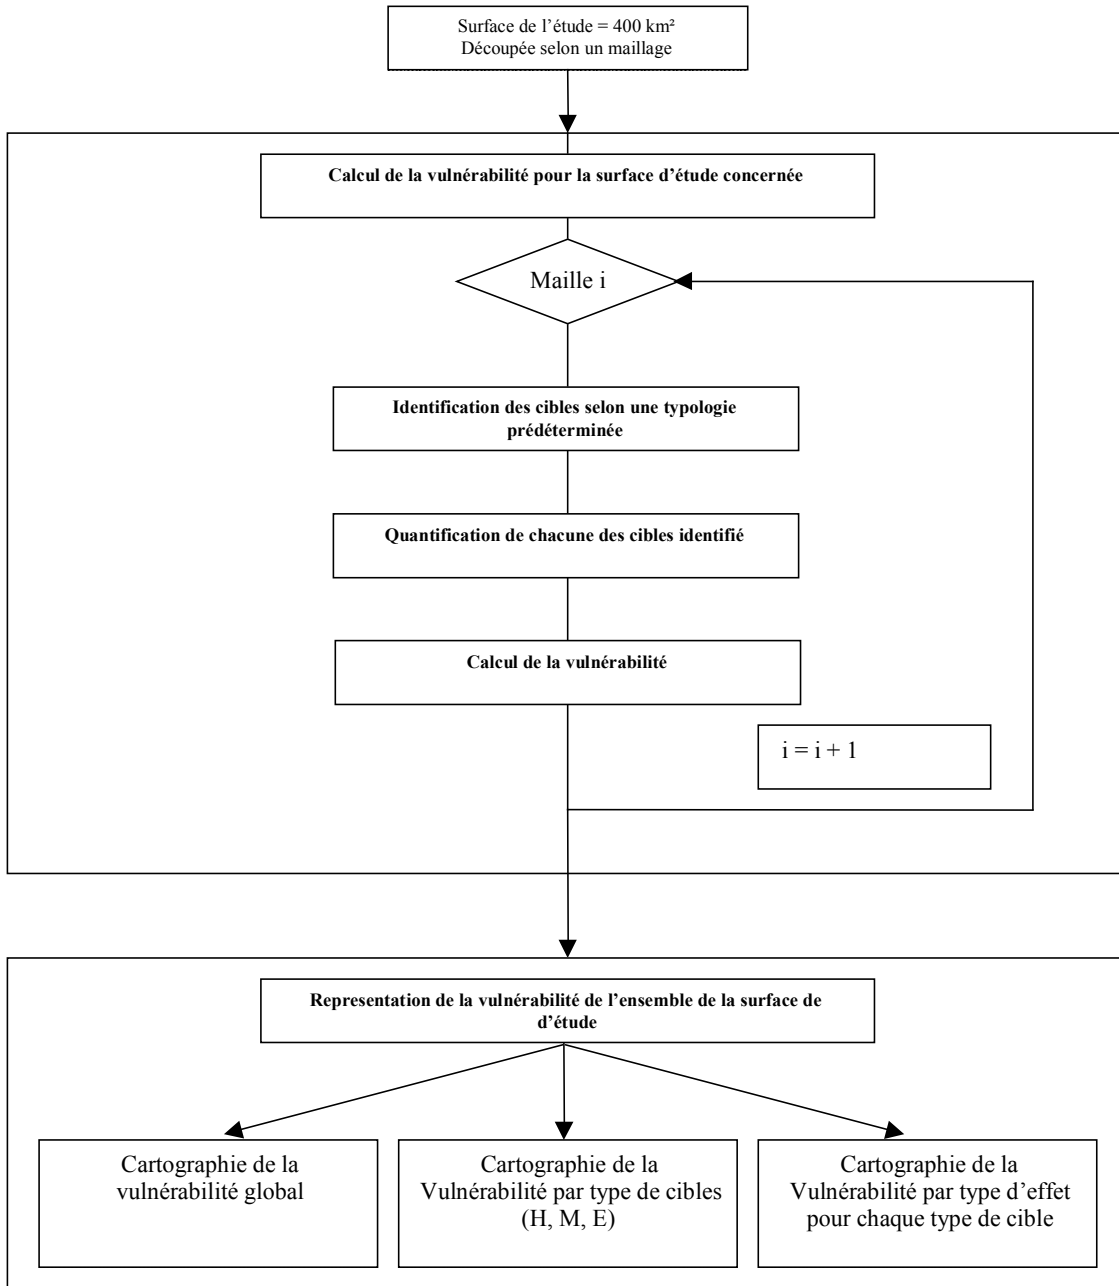 Surface de l’étude = 400 km²
Découpée selon un maillage
Calcul de la vulnérabilité pour la surface d’étude concernée
Maille i
Identification des cibles selon une typologie
prédéterminée
Quantification de chacune des cibles identifié
Calcul de la vulnérabilité
i = i + 1
Representation de la vulnérabilité de l’ensemble de la surface de
d’étude
Cartographie de la
vulnérabilité global
Cartographie de la
Vulnérabilité par type de cibles
(H, M, E)
Cartographie de la
Vulnérabilité par type d’effet
pour chaque type de cible